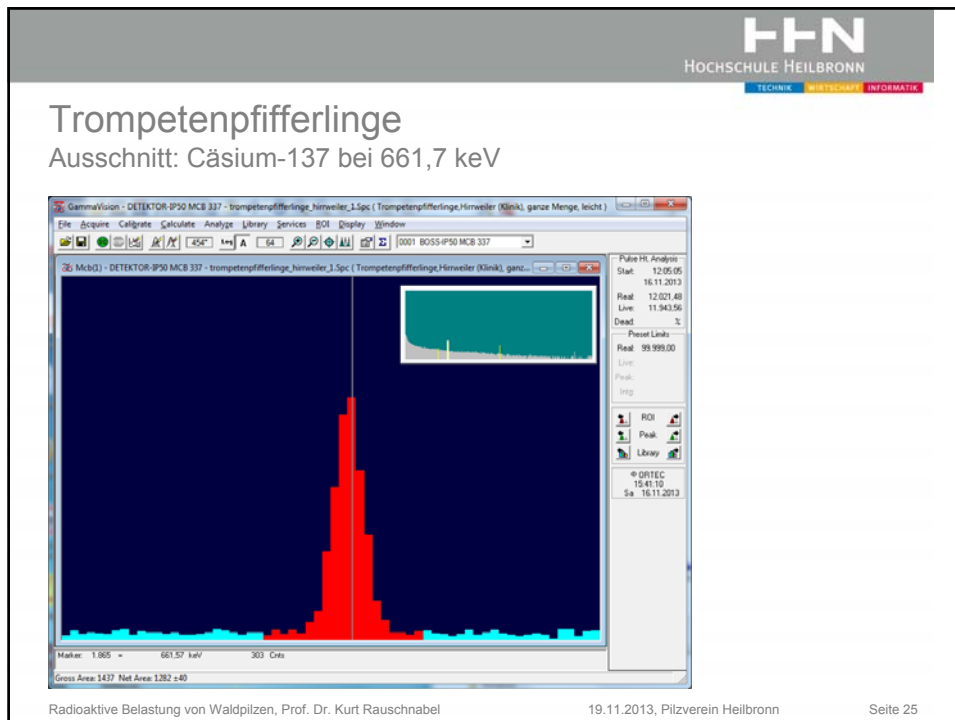 HHN
HOCHSCHULE HEILBRONN
TECHNIK WIRTSCHAFT INFORMATIK
Trompetenpfifferlinge
Ausschnitt: Cäsium-137 bei 661,7 keV
GammaVision - DETEKTOR-IP50 MCB 337 - trompetenpfifferlinge_hirrweiler_1.Spc ( Trompetenpfifferlinge,Hirrweiler (Klinik), ganze Menge, leicht )
File Acquire Calibrate Calculate Analyze Library Services ROI Display Window
Log A 64 Σ 0001 BOSS-IP50 MCB 337
Mcb(1) - DETEKTOR-IP50 MCB 337 - trompetenpfifferlinge_hirrweiler_1.Spc ( Trompetenpfifferlinge,Hirrweiler (Klinik), ganz...
Pulse Ht. Analysis
Start: 12:05:05
16.11.2013
Real: 12.021,48
Live: 11.943,56
Dead: %
Preset Limits
Real: 99.999,00
Live:
Peak:
Intg:
ROI
Peak
Library
© ORTEC
15:41:10
Sa 16.11.2013
Marker: 1.865 = 661,57 keV 303 Cnts
Gross Area: 1437 Net Area: 1282 ±40
Radioaktive Belastung von Waldpilzen, Prof. Dr. Kurt Rauschnabel 19.11.2013, Pilzverein Heilbronn Seite 25